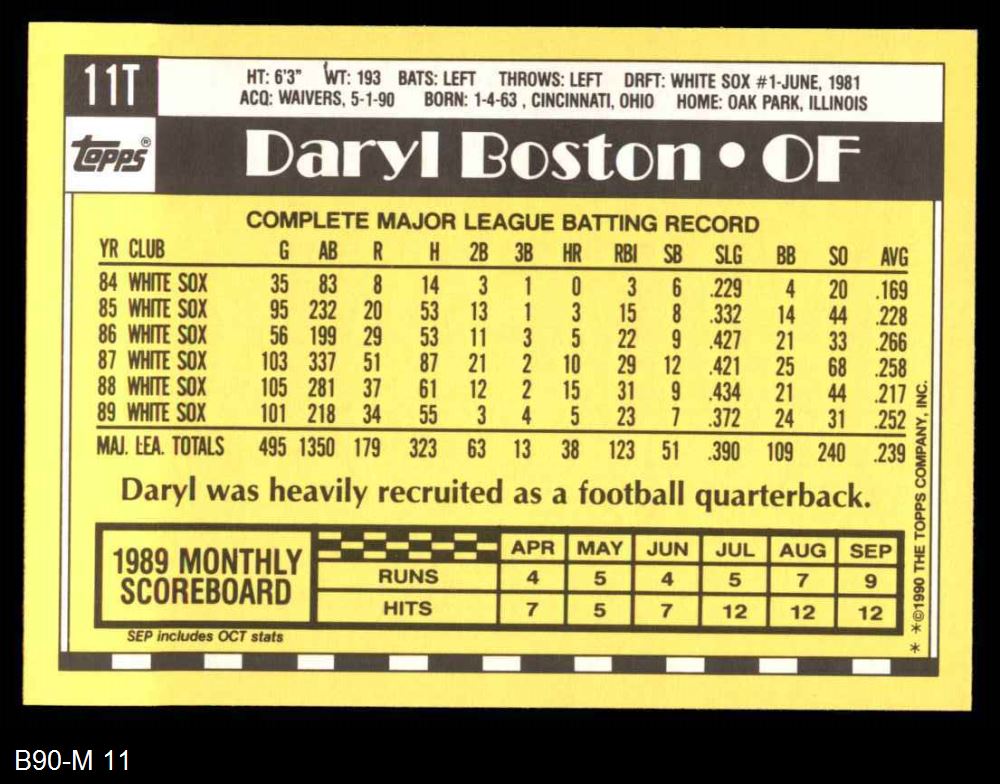 11T
HT: 6'3" WT: 193 BATS: LEFT THROWS: LEFT DRFT: WHITE SOX #1-JUNE, 1981
ACQ: WAIVERS, 5-1-90 BORN: 1-4-63 , CINCINNATI, OHIO HOME: OAK PARK, ILLINOIS
Topps®
Daryl Boston • OF
COMPLETE MAJOR LEAGUE BATTING RECORD
YR CLUB G AB R H 2B 3B HR RBI SB SLG BB SO AVG
84 WHITE SOX 35 83 8 14 3 1 0 3 6 .229 4 20 .169
85 WHITE SOX 95 232 20 53 13 1 3 15 8 .332 14 44 .228
86 WHITE SOX 56 199 29 53 11 3 5 22 9 .427 21 33 .266
87 WHITE SOX 103 337 51 87 21 2 10 29 12 .421 25 68 .258
88 WHITE SOX 105 281 37 61 12 2 15 31 9 .434 21 44 .217
89 WHITE SOX 101 218 34 55 3 4 5 23 7 .372 24 31 .252
MAJ. LEA. TOTALS 495 1350 179 323 63 13 38 123 51 .390 109 240 .239
Daryl was heavily recruited as a football quarterback.
1989 MONTHLY
SCOREBOARD
APR MAY JUN JUL AUG SEP
RUNS 4 5 4 5 7 9
HITS 7 5 7 12 12 12
SEP includes OCT stats
* *©1990 THE TOPPS COMPANY, INC.
B90-M 11